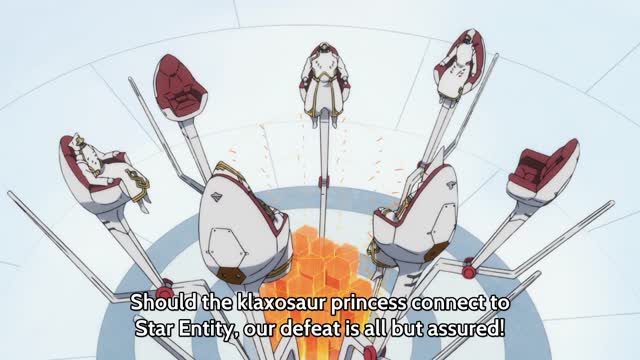 Should the klaxosaur princess connect to
Star Entity, our defeat is all but assured!